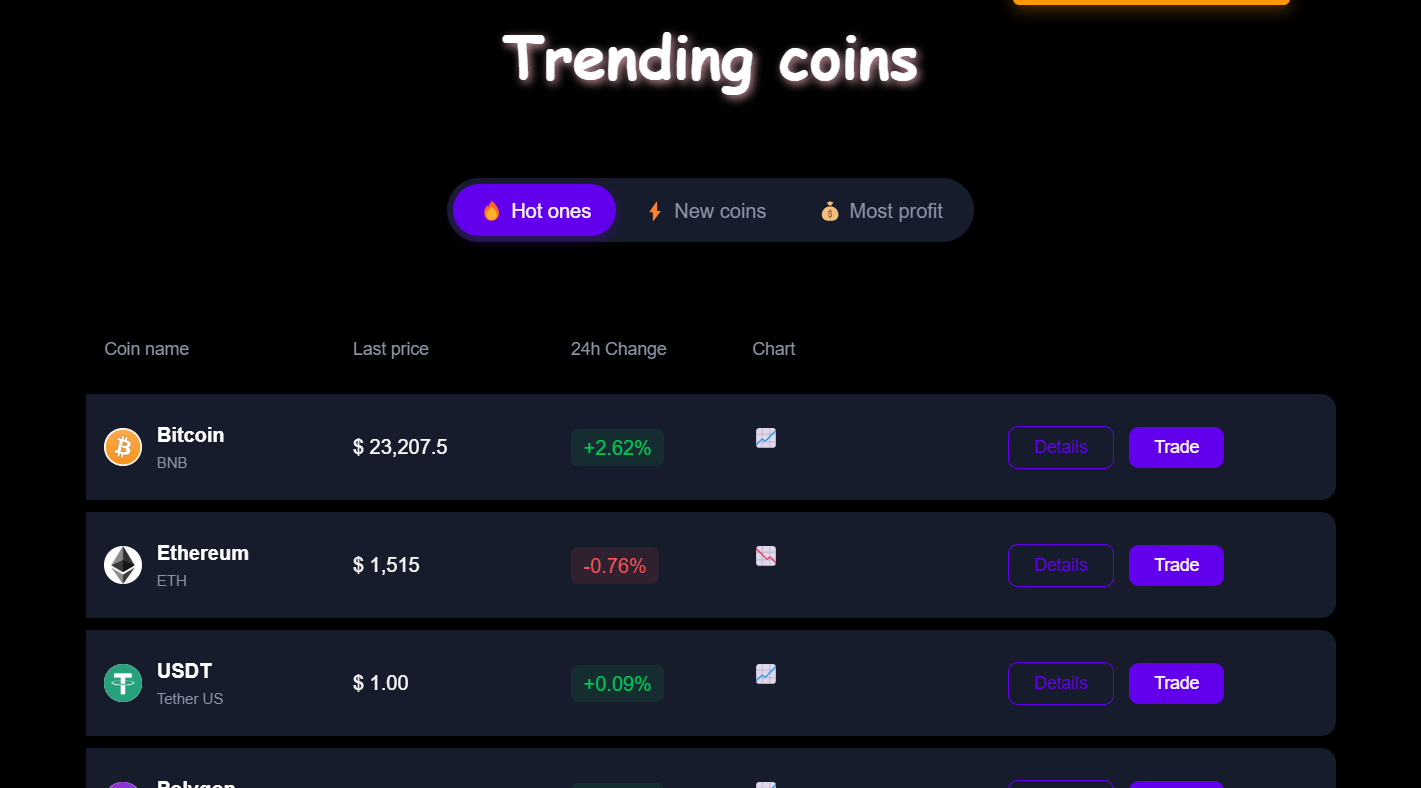 Trending coins
Hot ones New coins Most profit
Coin name Last price 24h Change Chart
Bitcoin
BNB
$ 23,207.5 +2.62% Details Trade
Ethereum
ETH
$ 1,515 -0.76% Details Trade
USDT
Tether US
$ 1.00 +0.09% Details Trade
Polygon